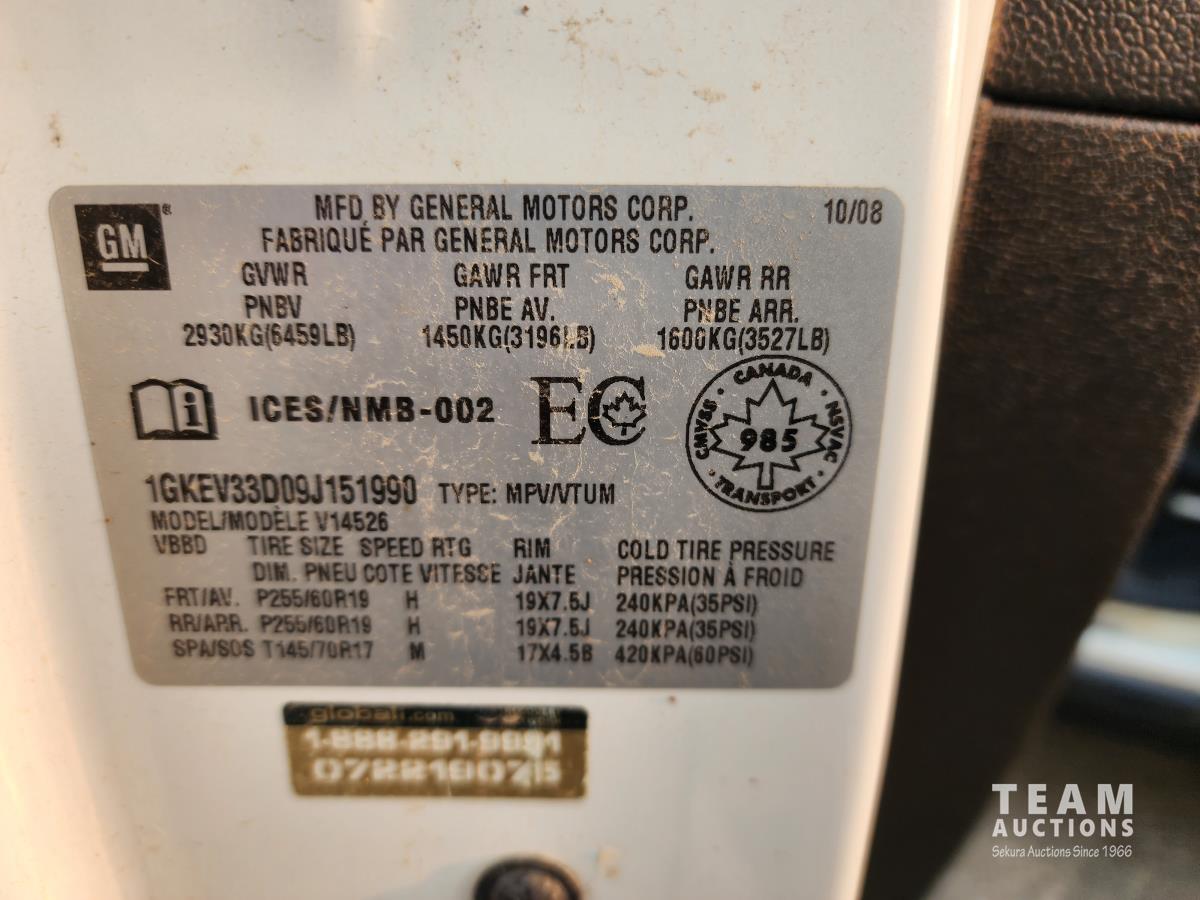 GM
MFD BY GENERAL MOTORS CORP. 10/08
FABRIQUÉ PAR GENERAL MOTORS CORP.
GVWR GAWR FRT GAWR RR
PNBV PNBE AV. PNBE ARR.
2930KG(6459LB) 1450KG(3196LB) 1600KG(3527LB)
i ICES/NMB-002 EC
CANADA
CMVSS 985 NSVAC
TRANSPORT
1GKEV33D09J151990 TYPE: MPV/VTUM
MODEL/MODÈLE V14526
VBBD TIRE SIZE SPEED RTG RIM COLD TIRE PRESSURE
DIM. PNEU COTE VITESSE JANTE PRESSION À FROID
FRT/AV. P255/60R19 H 19X7.5J 240KPA(35PSI)
RR/ARR. P255/60R19 H 19X7.5J 240KPA(35PSI)
SPA/SOS T145/70R17 M 17X4.5B 420KPA(60PSI)
globali.com
TEAM
AUCTIONS
Sekura Auctions Since 1966